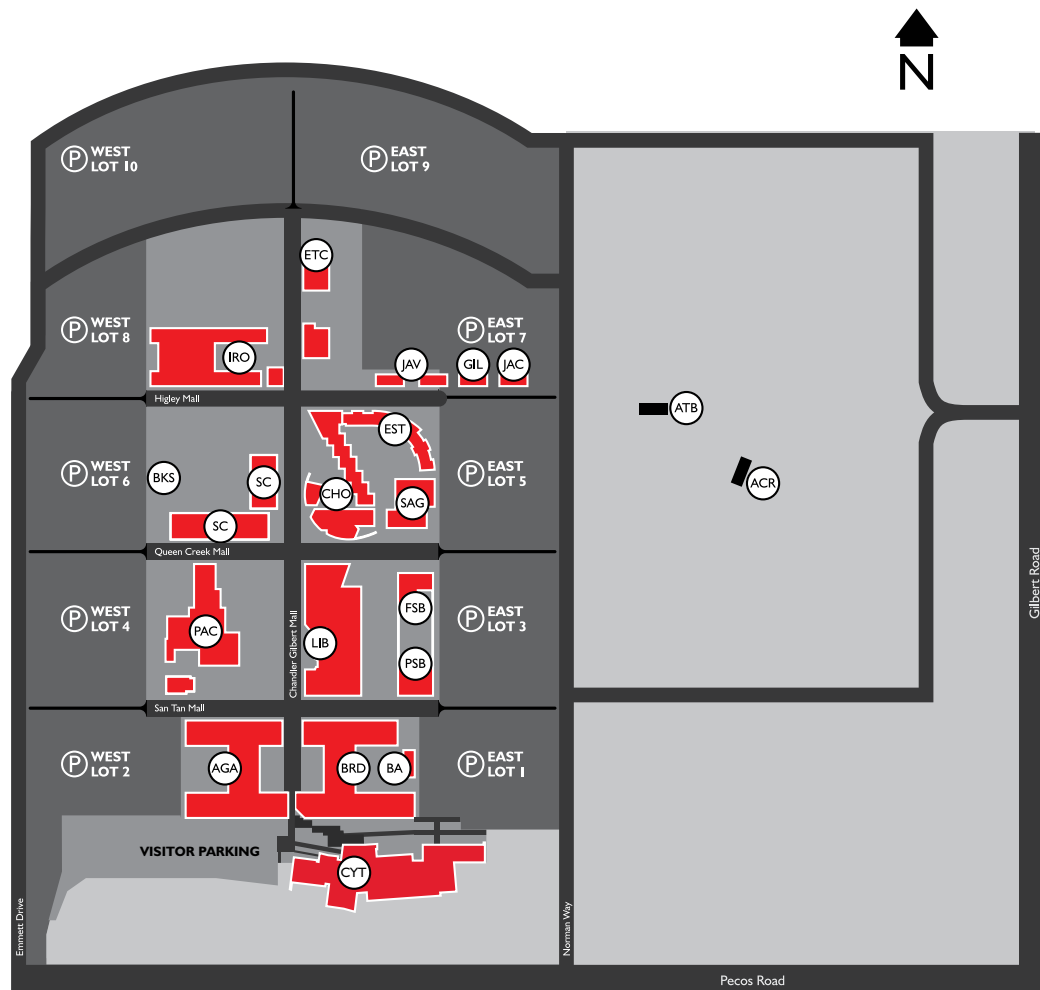 N
P WEST
LOT 10
P EAST
LOT 9
ETC
P WEST
LOT 8
P EAST
LOT 7
IRO
JAV
GIL
JAC
Higley Mall
ATB
EST
P WEST
LOT 6
BKS
SC
CHO
SAG
P EAST
LOT 5
ACR
SC
Queen Creek Mall
Gilbert Road
P WEST
LOT 4
PAC
Chandler Gilbert Mall
LIB
FSB
PSB
P EAST
LOT 3
San Tan Mall
P WEST
LOT 2
AGA
BRD
BA
P EAST
LOT 1
VISITOR PARKING
CYT
Emmett Drive
Norman Way
Pecos Road